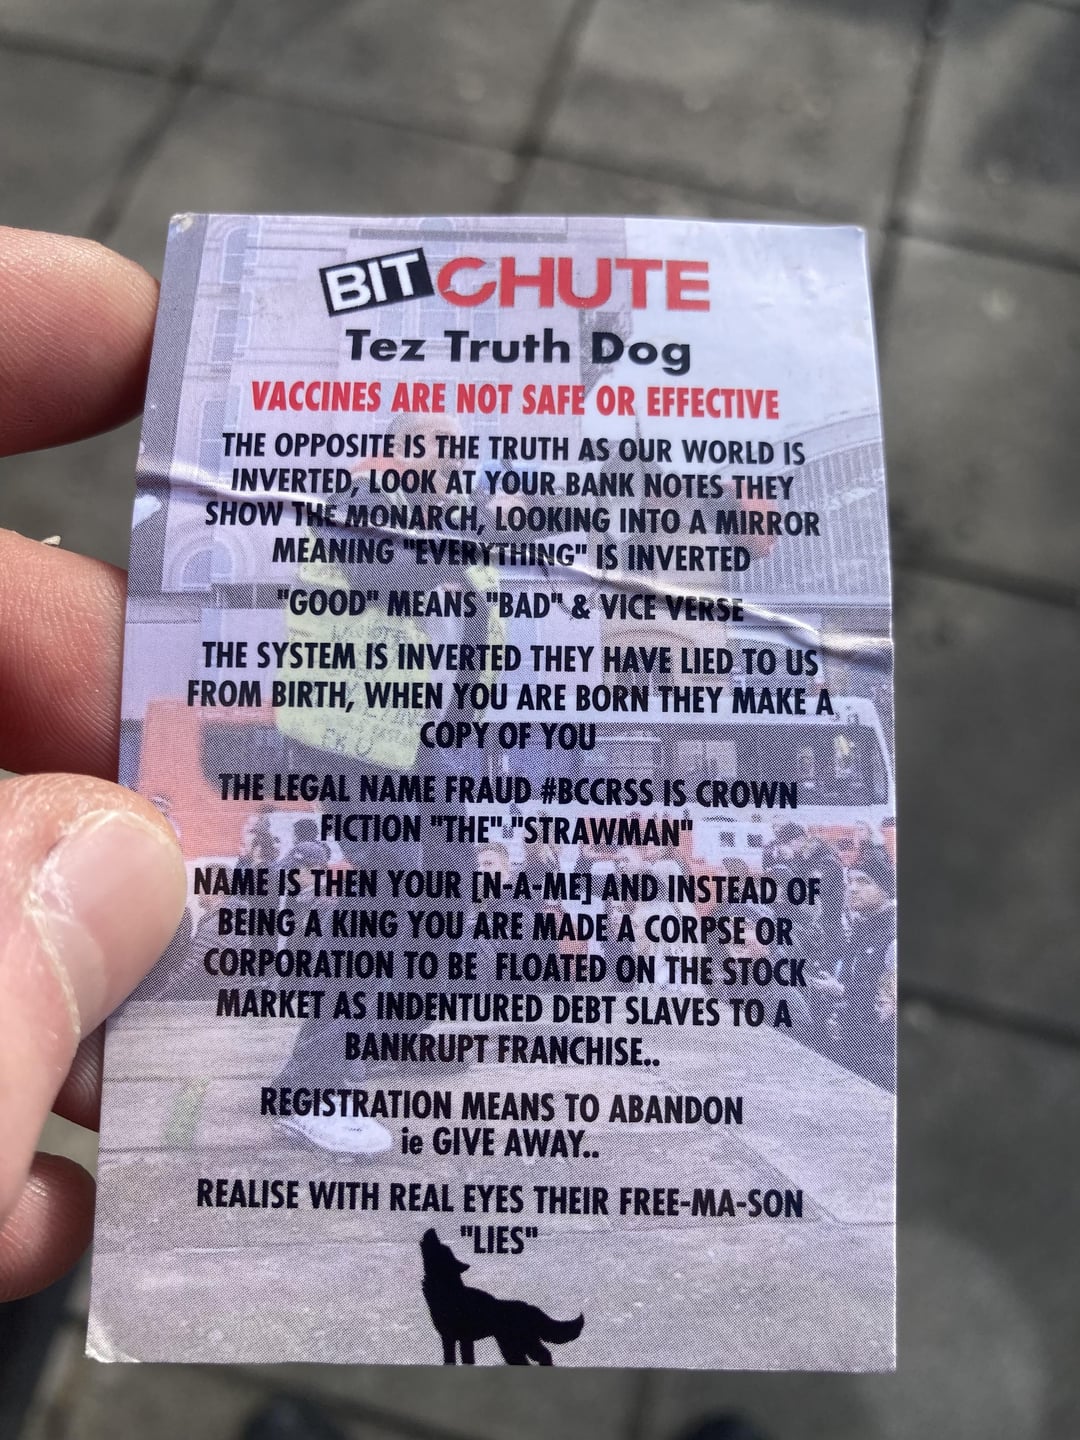 BITCHUTE
Tez Truth Dog
VACCINES ARE NOT SAFE OR EFFECTIVE
THE OPPOSITE IS THE TRUTH AS OUR WORLD IS
INVERTED, LOOK AT YOUR BANK NOTES THEY
SHOW THE MONARCH, LOOKING INTO A MIRROR
MEANING "EVERYTHING" IS INVERTED
"GOOD" MEANS "BAD" & VICE VERSE
THE SYSTEM IS INVERTED THEY HAVE LIED TO US
FROM BIRTH, WHEN YOU ARE BORN THEY MAKE A
COPY OF YOU
THE LEGAL NAME FRAUD #BCCRSS IS CROWN
FICTION "THE" "STRAWMAN"
NAME IS THEN YOUR [N-A-ME] AND INSTEAD OF
BEING A KING YOU ARE MADE A CORPSE OR
CORPORATION TO BE FLOATED ON THE STOCK
MARKET AS INDENTURED DEBT SLAVES TO A
BANKRUPT FRANCHISE..
REGISTRATION MEANS TO ABANDON
ie GIVE AWAY..
REALISE WITH REAL EYES THEIR FREE-MA-SON
"LIES"